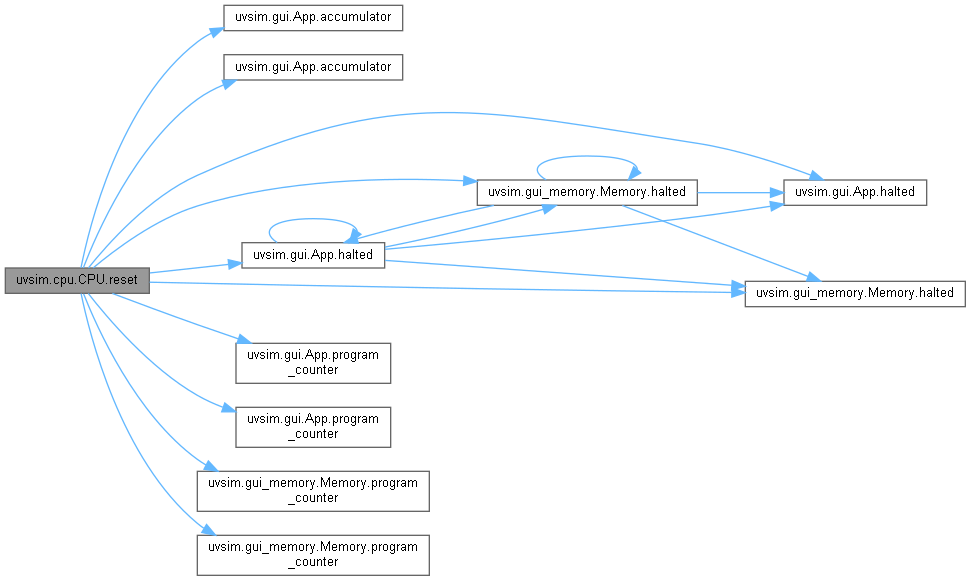 uvsim.gui.App.accumulator
uvsim.gui.App.accumulator
uvsim.gui_memory.Memory.halted
uvsim.gui.App.halted
uvsim.gui.App.halted
uvsim.cpu.CPU.reset
uvsim.gui_memory.Memory.halted
uvsim.gui.App.program
_counter
uvsim.gui.App.program
_counter
uvsim.gui_memory.Memory.program
_counter
uvsim.gui_memory.Memory.program
_counter